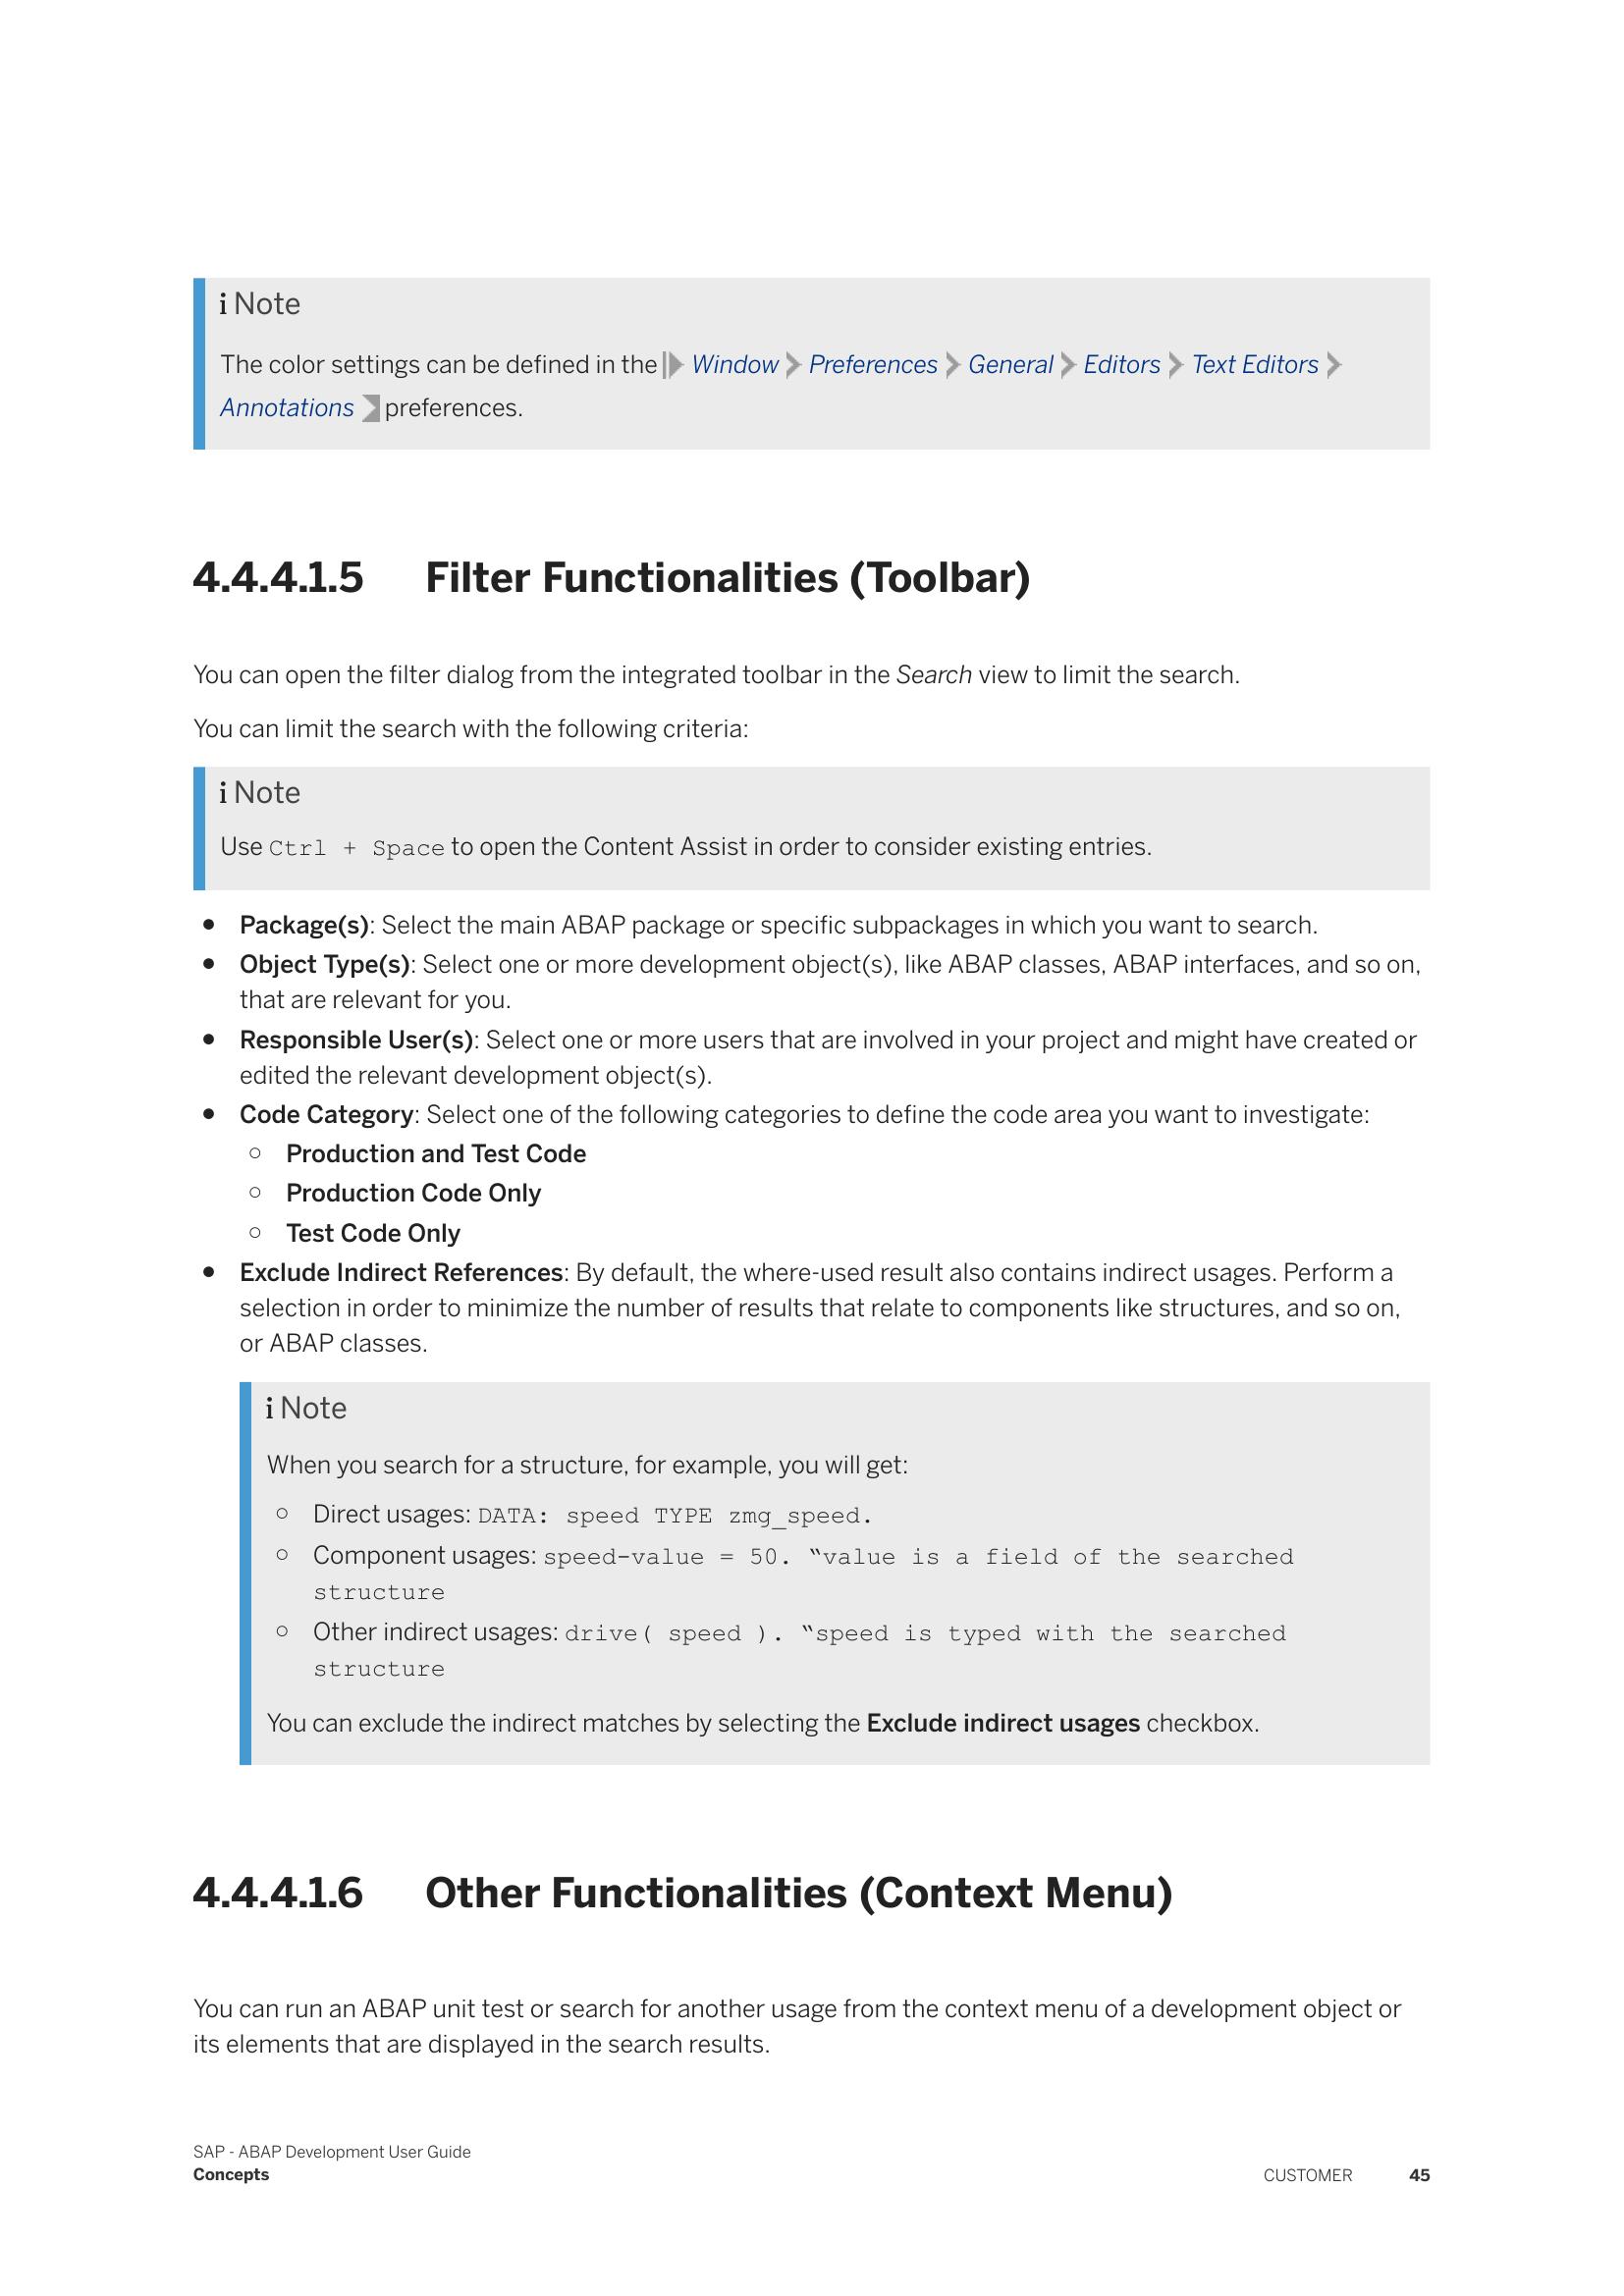 i Note
The color settings can be defined in the Window Preferences General Editors Text Editors
Annotations preferences.
4.4.4.1.5 Filter Functionalities (Toolbar)
You can open the filter dialog from the integrated toolbar in the Search view to limit the search.
You can limit the search with the following criteria:
i Note
Use Ctrl + Space to open the Content Assist in order to consider existing entries.
● Package(s): Select the main ABAP package or specific subpackages in which you want to search.
● Object Type(s): Select one or more development object(s), like ABAP classes, ABAP interfaces, and so on,
that are relevant for you.
● Responsible User(s): Select one or more users that are involved in your project and might have created or
edited the relevant development object(s).
● Code Category: Select one of the following categories to define the code area you want to investigate:
○ Production and Test Code
○ Production Code Only
○ Test Code Only
● Exclude Indirect References: By default, the where-used result also contains indirect usages. Perform a
selection in order to minimize the number of results that relate to components like structures, and so on,
or ABAP classes.
i Note
When you search for a structure, for example, you will get:
○ Direct usages: DATA: speed TYPE zmg_speed.
○ Component usages: speed-value = 50. “value is a field of the searched
structure
○ Other indirect usages: drive( speed ). “speed is typed with the searched
structure
You can exclude the indirect matches by selecting the Exclude indirect usages checkbox.
4.4.4.1.6 Other Functionalities (Context Menu)
You can run an ABAP unit test or search for another usage from the context menu of a development object or
its elements that are displayed in the search results.
SAP - ABAP Development User Guide
Concepts CUSTOMER 45